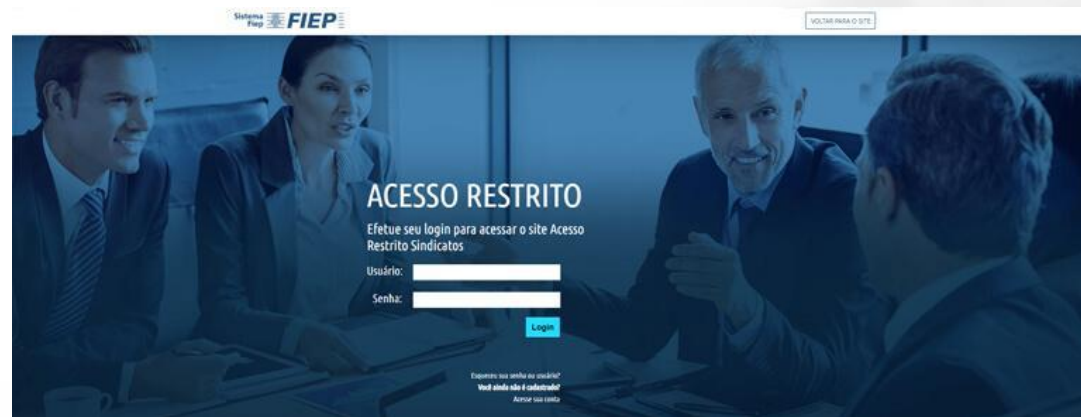 Sistema
Fiep
FIEP
VOLTAR PARA O SITE
ACESSO RESTRITO
Efetue seu login para acessar o site Acesso
Restrito Sindicatos
Usuário:
Senha:
Login
Esqueceu sua senha ou usuário?
Você ainda não é cadastrado?
Acesse sua conta